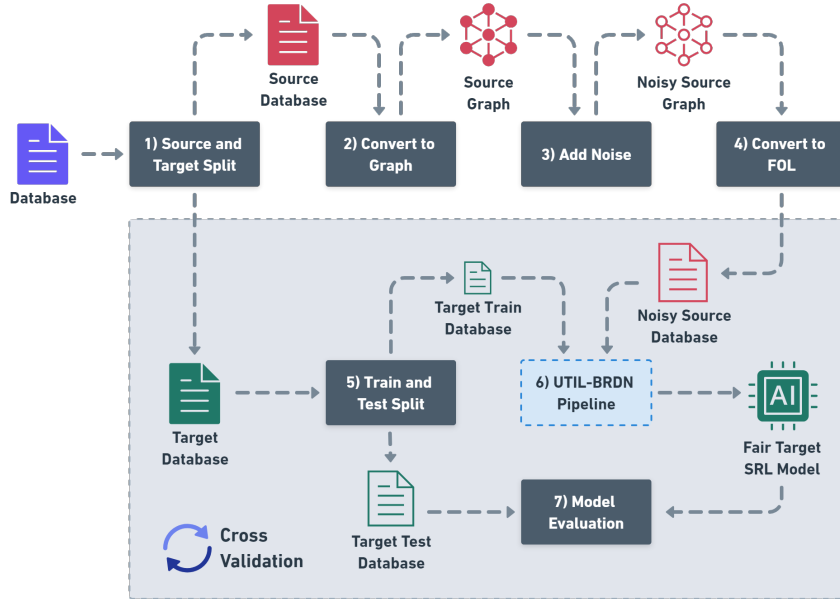 Source
Database
Source
Graph
Noisy Source
Graph
Database
1) Source and
Target Split
2) Convert to
Graph
3) Add Noise
4) Convert to
FOL
Target Train
Database
Noisy Source
Database
Target
Database
5) Train and
Test Split
6) UTIL-BRDN
Pipeline
AI
Fair Target
SRL Model
Target Test
Database
7) Model
Evaluation
Cross
Validation